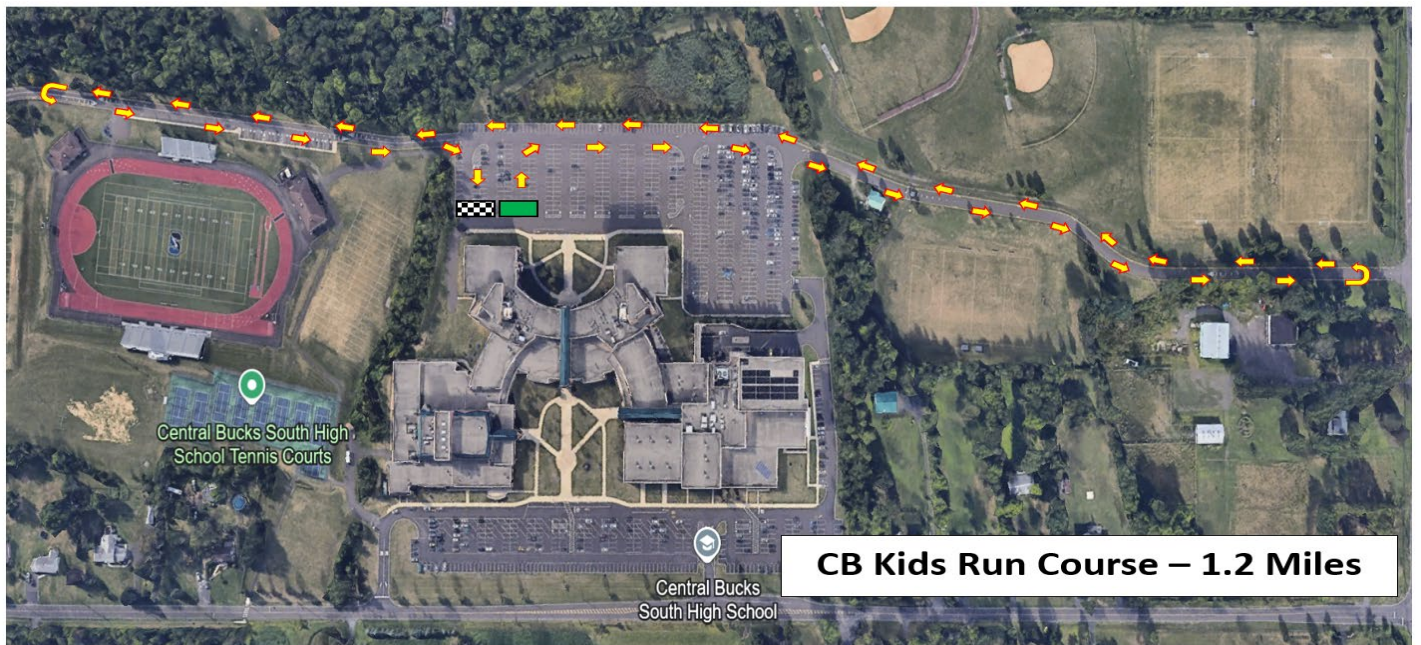 Central Bucks South High
School Tennis Courts
Central Bucks
South High School
CB Kids Run Course – 1.2 Miles